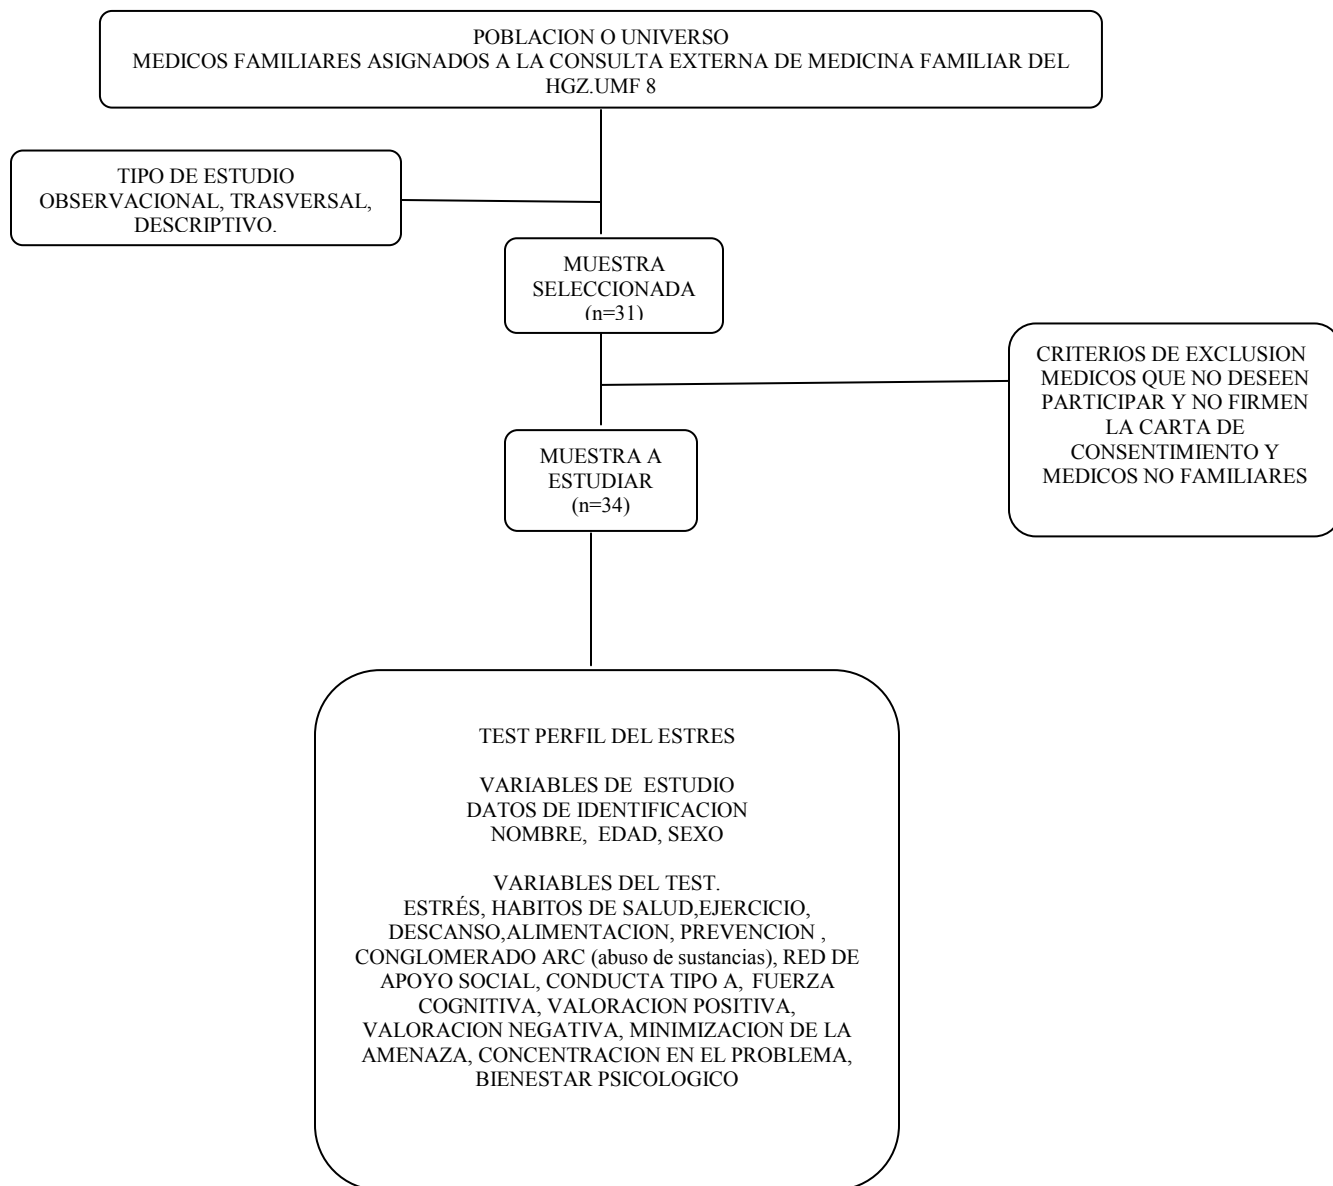 POBLACION O UNIVERSO
MEDICOS FAMILIARES ASIGNADOS A LA CONSULTA EXTERNA DE MEDICINA FAMILIAR DEL
HGZ.UMF 8
TIPO DE ESTUDIO
OBSERVACIONAL, TRASVERSAL,
DESCRIPTIVO.
MUESTRA
SELECCIONADA
(n=31)
CRITERIOS DE EXCLUSION
MEDICOS QUE NO DESEEN
PARTICIPAR Y NO FIRMEN
LA CARTA DE
CONSENTIMIENTO Y
MEDICOS NO FAMILIARES
MUESTRA A
ESTUDIAR
(n=34)
TEST PERFIL DEL ESTRES
VARIABLES DE ESTUDIO
DATOS DE IDENTIFICACION
NOMBRE, EDAD, SEXO
VARIABLES DEL TEST.
ESTRÉS, HABITOS DE SALUD,EJERCICIO,
DESCANSO,ALIMENTACION, PREVENCION ,
CONGLOMERADO ARC (abuso de sustancias), RED DE
APOYO SOCIAL, CONDUCTA TIPO A, FUERZA
COGNITIVA, VALORACION POSITIVA,
VALORACION NEGATIVA, MINIMIZACION DE LA
AMENAZA, CONCENTRACION EN EL PROBLEMA,
BIENESTAR PSICOLOGICO